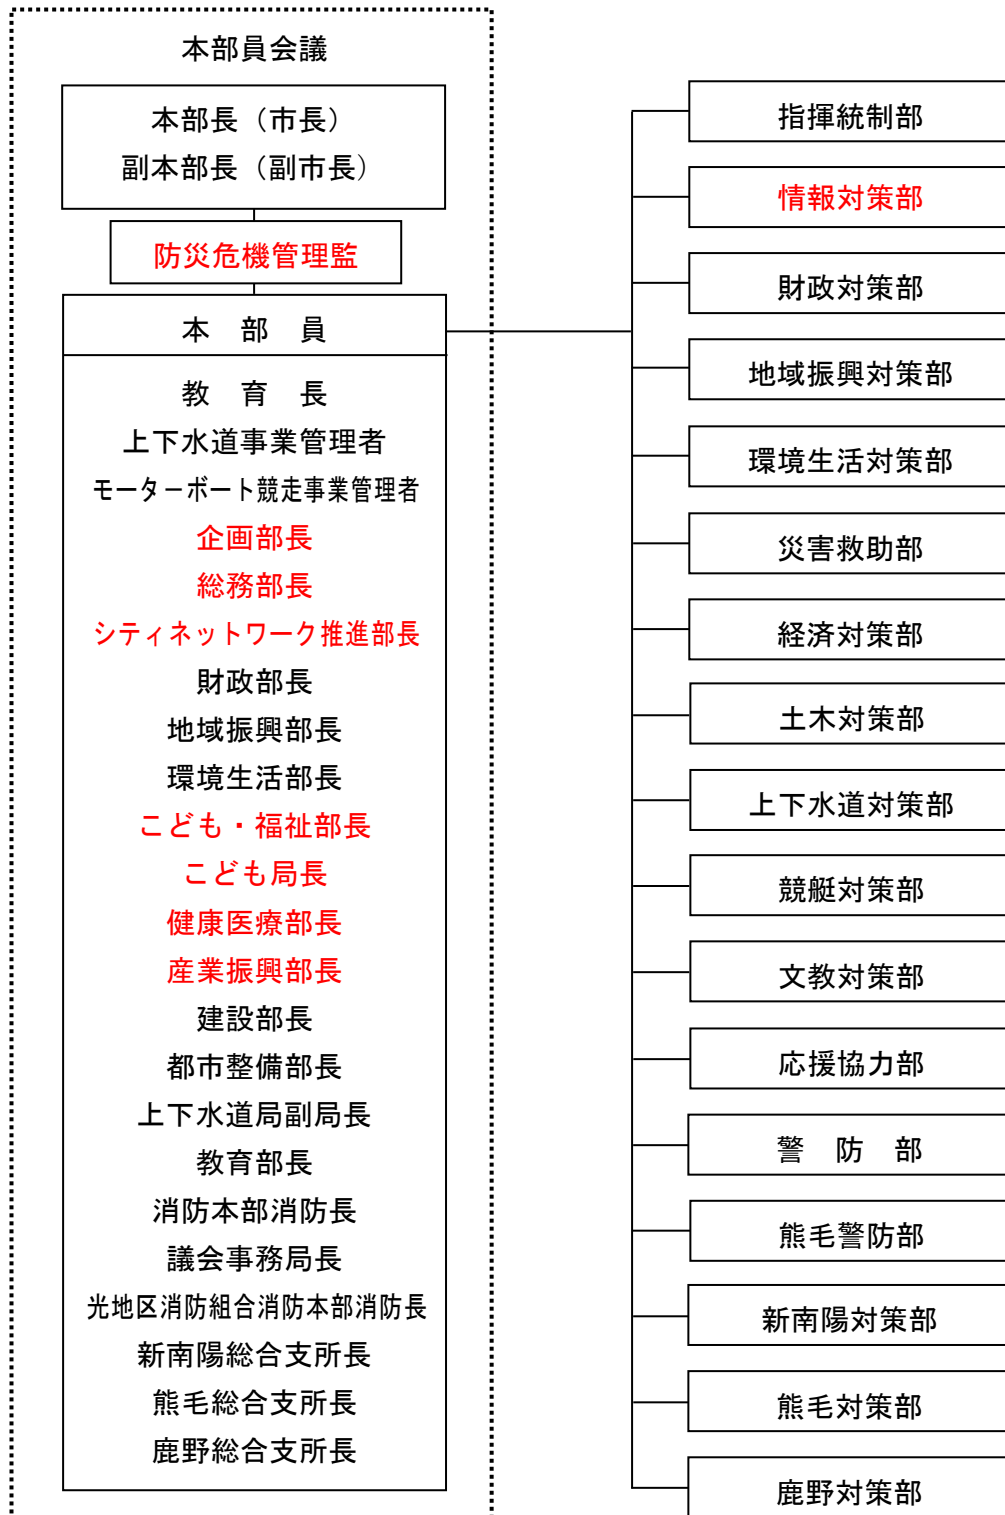 本部員会議
本部長（市長）
副本部長（副市長）
防災危機管理監
本　部　員
教　育　長
上下水道事業管理者
モーターボート競走事業管理者
企画部長
総務部長
シティネットワーク推進部長
財政部長
地域振興部長
環境生活部長
こども・福祉部長
こども局長
健康医療部長
産業振興部長
建設部長
都市整備部長
上下水道局副局長
教育部長
消防本部消防長
議会事務局長
光地区消防組合消防本部消防長
新南陽総合支所長
熊毛総合支所長
鹿野総合支所長
指揮統制部
情報対策部
財政対策部
地域振興対策部
環境生活対策部
災害救助部
経済対策部
土木対策部
上下水道対策部
競艇対策部
文教対策部
応援協力部
警　防　部
熊毛警防部
新南陽対策部
熊毛対策部
鹿野対策部